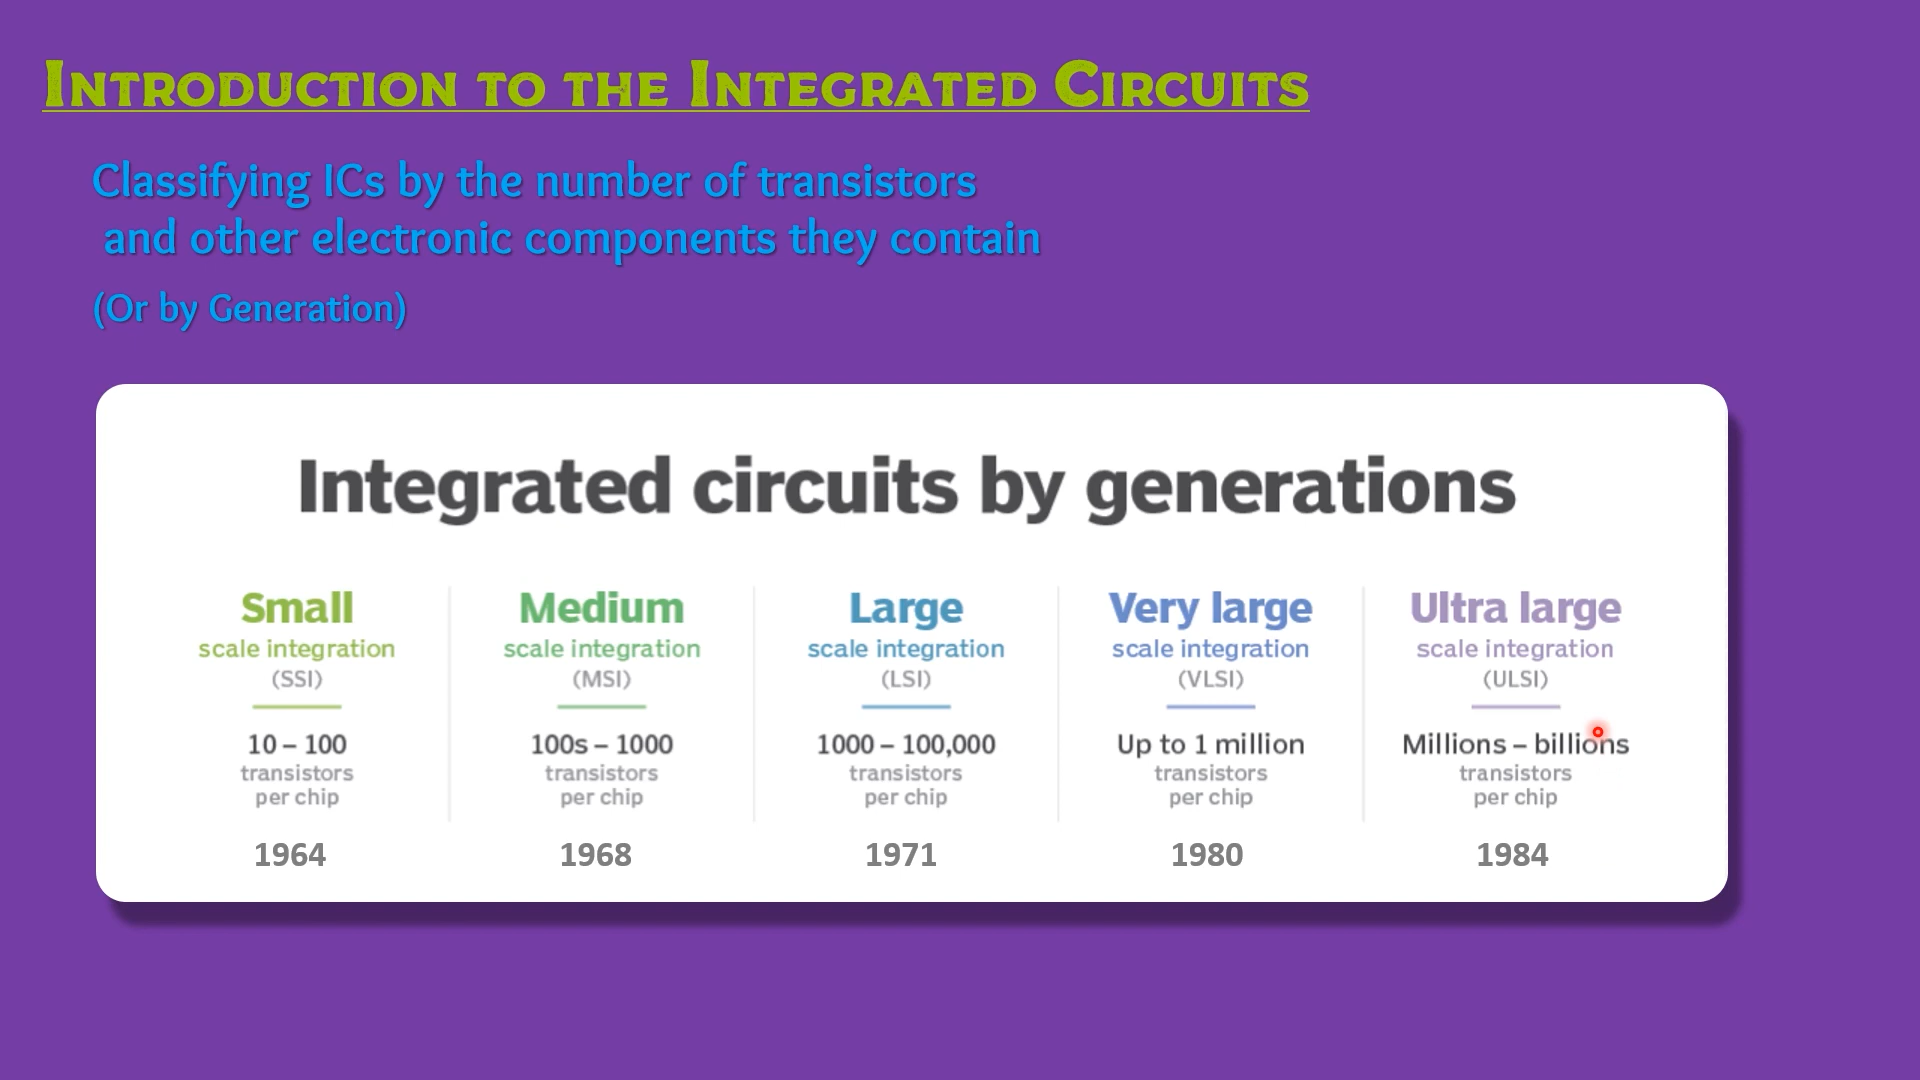 Introduction to the Integrated Circuits
Classifying ICs by the number of transistors
and other electronic components they contain
(Or by Generation)
Integrated circuits by generations
Small
scale integration
(SSI)
10 – 100
transistors
per chip
1964
Medium
scale integration
(MSI)
100s – 1000
transistors
per chip
1968
Large
scale integration
(LSI)
1000 – 100,000
transistors
per chip
1971
Very large
scale integration
(VLSI)
Up to 1 million
transistors
per chip
1980
Ultra large
scale integration
(ULSI)
Millions – billions
transistors
per chip
1984